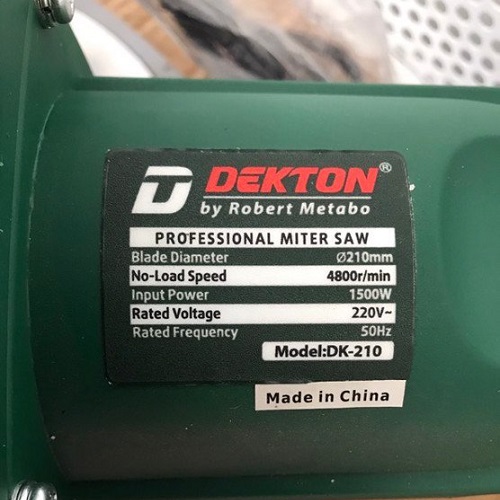 D DEKTON®
by Robert Metabo
PROFESSIONAL MITER SAW
Blade Diameter Ø210mm
No-Load Speed 4800r/min
Input Power 1500W
Rated Voltage 220V~
Rated Frequency 50Hz
Model:DK-210
Made in China